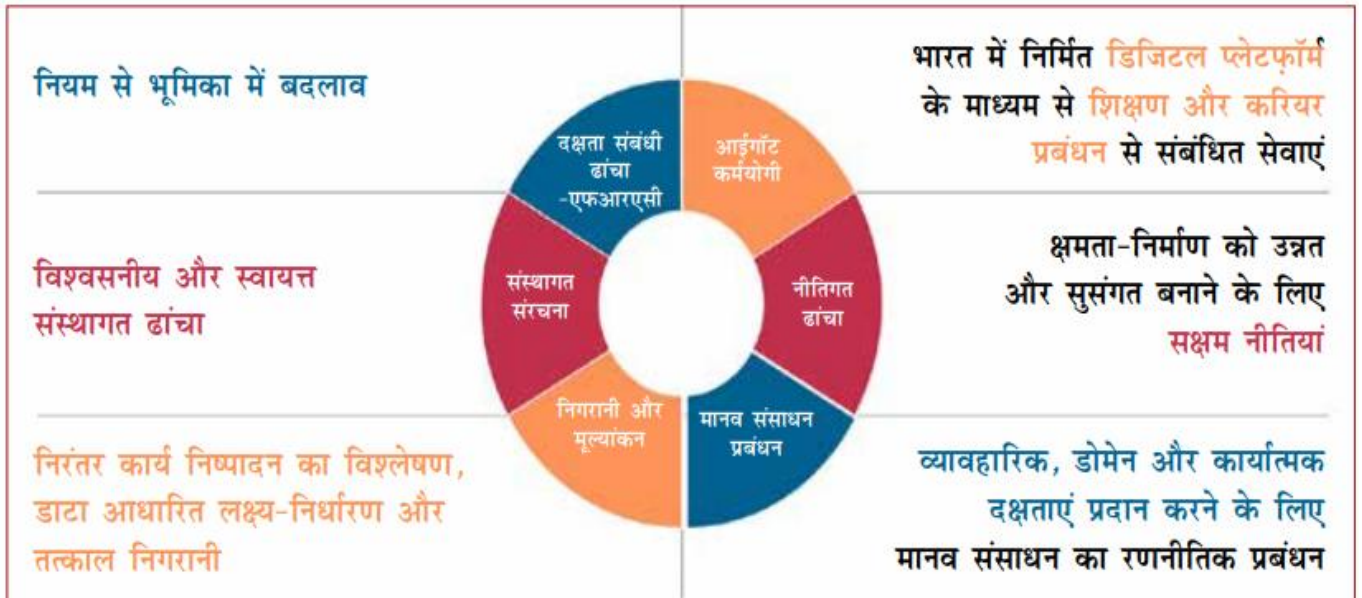 नियम से भूमिका में बदलाव
भारत में निर्मित डिजिटल प्लेटफ़ॉर्म
के माध्यम से शिक्षण और करियर
प्रबंधन से संबंधित सेवाएं
दक्षता संबंधी
ढांचा
-एफआरएसी
आईगॉट
कर्मयोगी
विश्वसनीय और स्वायत्त
संस्थागत ढांचा
संस्थागत
संरचना
नीतिगत
ढांचा
क्षमता-निर्माण को उन्नत
और सुसंगत बनाने के लिए
सक्षम नीतियां
निगरानी और
मूल्यांकन
मानव संसाधन
प्रबंधन
निरंतर कार्य निष्पादन का विश्लेषण,
डाटा आधारित लक्ष्य-निर्धारण और
तत्काल निगरानी
व्यावहारिक, डोमेन और कार्यात्मक
दक्षताएं प्रदान करने के लिए
मानव संसाधन का रणनीतिक प्रबंधन